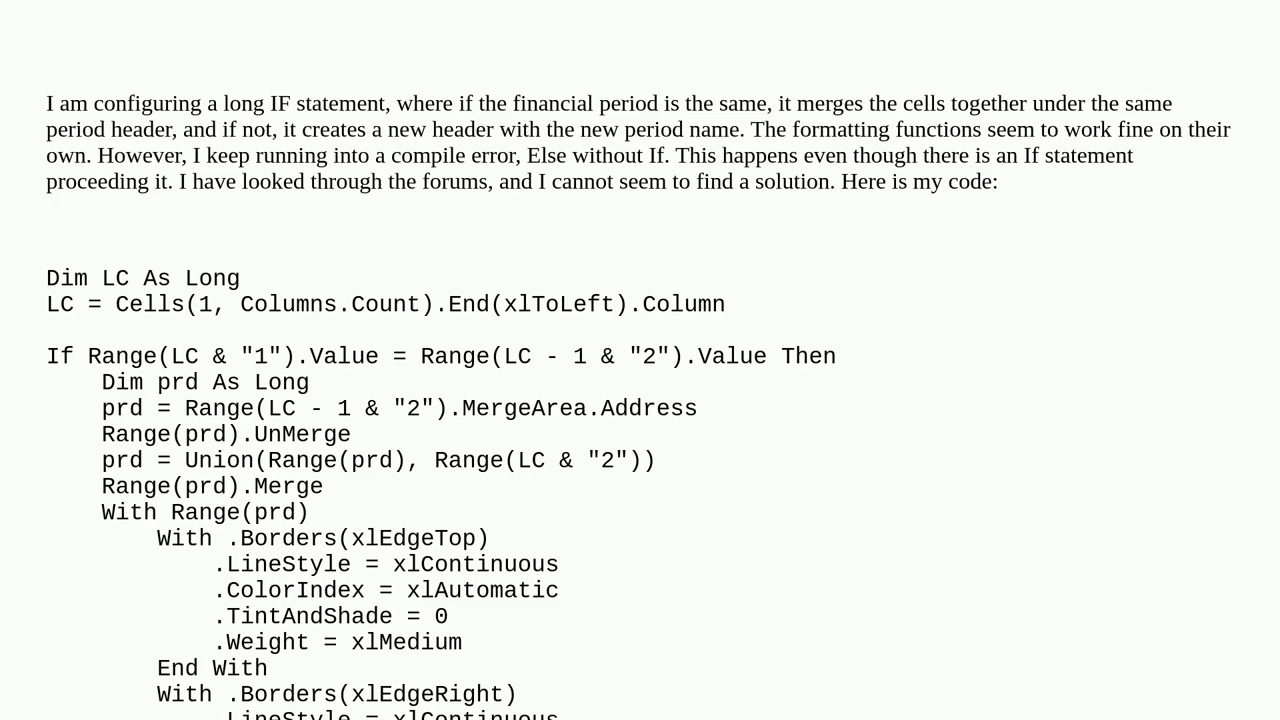 I am configuring a long IF statement, where if the financial period is the same, it merges the cells together under the same
period header, and if not, it creates a new header with the new period name. The formatting functions seem to work fine on their
own. However, I keep running into a compile error, Else without If. This happens even though there is an If statement
proceeding it. I have looked through the forums, and I cannot seem to find a solution. Here is my code:
Dim LC As Long
LC = Cells(1, Columns.Count).End(xlToLeft).Column
If Range(LC & "1").Value = Range(LC - 1 & "2").Value Then
    Dim prd As Long
    prd = Range(LC - 1 & "2").MergeArea.Address
    Range(prd).UnMerge
    prd = Union(Range(prd), Range(LC & "2"))
    Range(prd).Merge
    With Range(prd)
        With .Borders(xlEdgeTop)
            .LineStyle = xlContinuous
            .ColorIndex = xlAutomatic
            .TintAndShade = 0
            .Weight = xlMedium
        End With
        With .Borders(xlEdgeRight)
            .LineStyle = xlContinuous